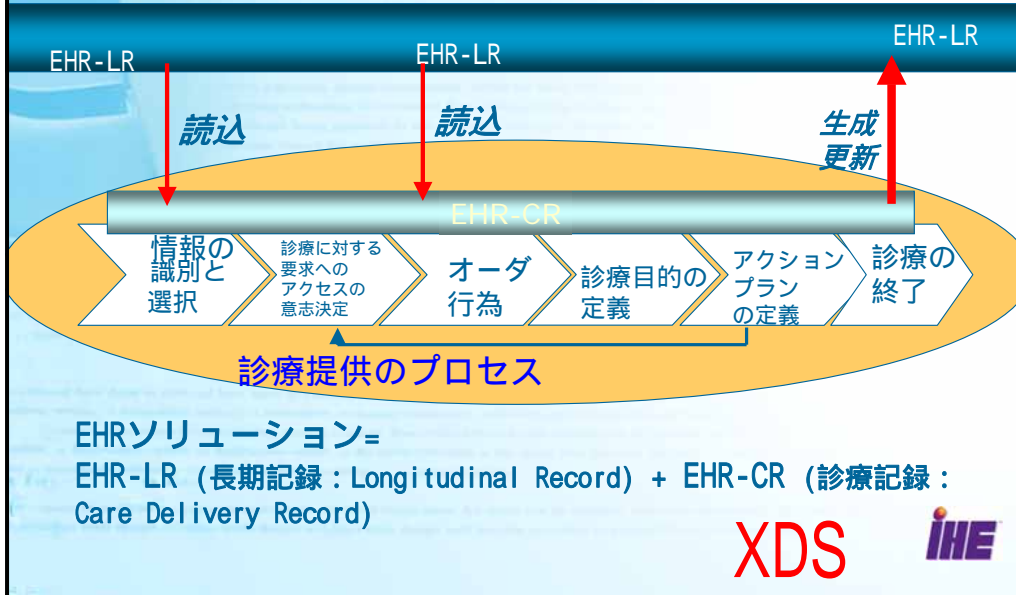 EHR-LR
EHR-LR
EHR-LR
読込
読込
生成
更新
EHR-CR
情報の
識別と
選択
診療に対する
要求への
アクセスの
意志決定
オーダ
行為
診療目的の
定義
アクション
プラン
の定義
診療の
終了
診療提供のプロセス
EHRソリューション=
EHR-LR (長期記録：Longitudinal Record) + EHR-CR (診療記録：
Care Delivery Record)
XDS
IHE